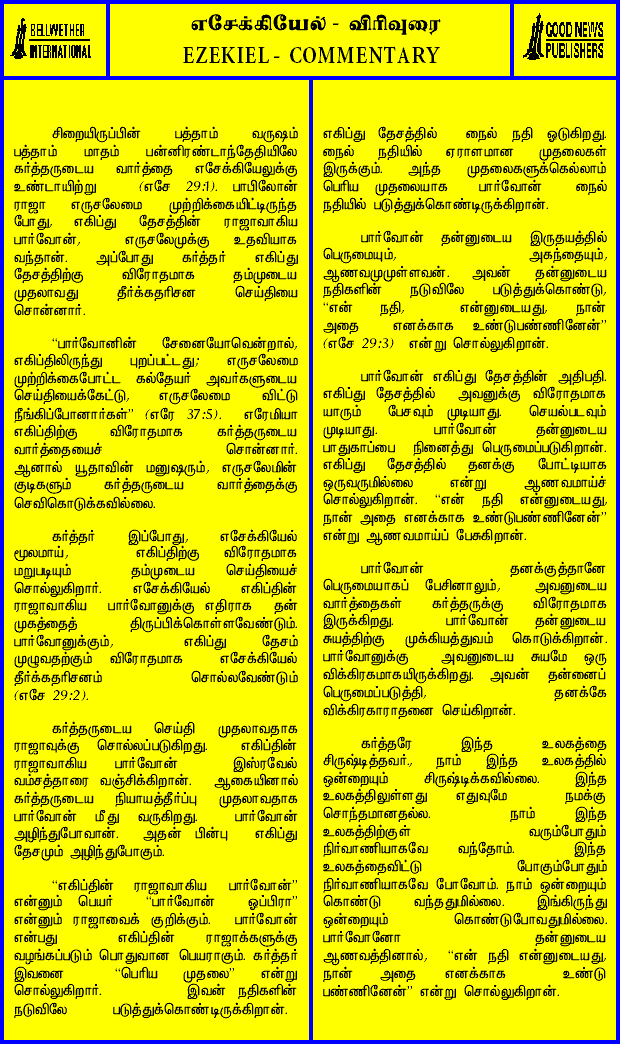 BELLWETHER
INTERNATIONAL
எசேக்கியேல் - விரிவுரை
EZEKIEL - COMMENTARY
GOOD NEWS
PUBLISHERS
சிறையிருப்பின் பத்தாம் வருஷம்
பத்தாம் மாதம் பன்னிரண்டாந்தேதியிலே
கர்த்தருடைய வார்த்தை எசேக்கியேலுக்கு
உண்டாயிற்று (எசே 29:1). பாபிலோன்
ராஜா எருசலேமை முற்றிக்கையிட்டிருந்த
போது, எகிப்து தேசத்தின் ராஜாவாகிய
பார்வோன், எருசலேமுக்கு உதவியாக
வந்தான். அப்போது கர்த்தர் எகிப்து
தேசத்திற்கு விரோதமாக தம்முடைய
முதலாவது தீர்க்கதரிசன செய்தியை
சொன்னார்.
“பார்வோனின் சேனையோவென்றால்,
எகிப்திலிருந்து புறப்பட்டது; எருசலேமை
முற்றிக்கைபோட்ட கல்தேயர் அவர்களுடைய
செய்தியைக்கேட்டு, எருசலேமை விட்டு
நீங்கிப்போனார்கள்” (எரே 37:5). எரேமியா
எகிப்திற்கு விரோதமாக கர்த்தருடைய
வார்த்தையைச் சொன்னார்.
ஆனால் யூதாவின் மனுஷரும், எருசலேமின்
குடிகளும் கர்த்தருடைய வார்த்தைக்கு
செவிகொடுக்கவில்லை.
கர்த்தர் இப்போது, எசேக்கியேல்
மூலமாய், எகிப்திற்கு விரோதமாக
மறுபடியும் தம்முடைய செய்தியைச்
சொல்லுகிறார். எசேக்கியேல் எகிப்தின்
ராஜாவாகிய பார்வோனுக்கு எதிராக தன்
முகத்தைத் திருப்பிக்கொள்ளவேண்டும்.
பார்வோனுக்கும், எகிப்து தேசம்
முழுவதற்கும் விரோதமாக எசேக்கியேல்
தீர்க்கதரிசனம் சொல்லவேண்டும்
(எசே 29:2).
கர்த்தருடைய செய்தி முதலாவதாக
ராஜாவுக்கு சொல்லப்படுகிறது. எகிப்தின்
ராஜாவாகிய பார்வோன் இஸ்ரவேல்
வம்சத்தாரை வஞ்சிக்கிறான். ஆகையினால்
கர்த்தருடைய நியாயத்தீர்ப்பு முதலாவதாக
பார்வோன் மீது வருகிறது. பார்வோன்
அழிந்துபோவான். அதன் பின்பு எகிப்து
தேசமும் அழிந்துபோகும்.
“எகிப்தின் ராஜாவாகிய பார்வோன்”
என்னும் பெயர் “பார்வோன் ஒப்பிரா”
என்னும் ராஜாவைக் குறிக்கும். பார்வோன்
என்பது எகிப்தின் ராஜாக்களுக்கு
வழங்கப்படும் பொதுவான பெயராகும். கர்த்தர்
இவனை “பெரிய முதலை” என்று
சொல்லுகிறார். இவன் நதிகளின்
நடுவிலே படுத்துக்கொண்டிருக்கிறான்.
எகிப்து தேசத்தில் நைல் நதி ஓடுகிறது.
நைல் நதியில் ஏராளமான முதலைகள்
இருக்கும். அந்த முதலைகளுக்கெல்லாம்
பெரிய முதலையாக பார்வோன் நைல்
நதியில் படுத்துக்கொண்டிருக்கிறான்.
பார்வோன் தன்னுடைய இருதயத்தில்
பெருமையும், அகந்தையும்,
ஆணவமுமுள்ளவன். அவன் தன்னுடைய
நதிகளின் நடுவிலே படுத்துக்கொண்டு,
“என் நதி, என்னுடையது, நான்
அதை எனக்காக உண்டுபண்ணினேன்”
(எசே 29:3) என்று சொல்லுகிறான்.
பார்வோன் எகிப்து தேசத்தின் அதிபதி.
எகிப்து தேசத்தில் அவனுக்கு விரோதமாக
யாரும் பேசவும் முடியாது. செயல்படவும்
முடியாது. பார்வோன் தன்னுடைய
பாதுகாப்பை நினைத்து பெருமைப்படுகிறான்.
எகிப்து தேசத்தில் தனக்கு போட்டியாக
ஒருவருமில்லை என்று ஆணவமாய்ச்
சொல்லுகிறான். “என் நதி என்னுடையது,
நான் அதை எனக்காக உண்டுபண்ணினேன்”
என்று ஆணவமாய்ப் பேசுகிறான்.
பார்வோன் தனக்குத்தானே
பெருமையாகப் பேசினாலும், அவனுடைய
வார்த்தைகள் கர்த்தருக்கு விரோதமாக
இருக்கிறது. பார்வோன் தன்னுடைய
சுயத்திற்கு முக்கியத்துவம் கொடுக்கிறான்.
பார்வோனுக்கு அவனுடைய சுயமே ஒரு
விக்கிரகமாகயிருக்கிறது. அவன் தன்னைப்
பெருமைப்படுத்தி, தனக்கே
விக்கிரகாராதனை செய்கிறான்.
கர்த்தரே இந்த உலகத்தை
சிருஷ்டித்தவர்., நாம் இந்த உலகத்தில்
ஒன்றையும் சிருஷ்டிக்கவில்லை. இந்த
உலகத்திலுள்ளது எதுவுமே நமக்கு
சொந்தமானதல்ல. நாம் இந்த
உலகத்திற்குள் வரும்போதும்
நிர்வாணியாகவே வந்தோம். இந்த
உலகத்தைவிட்டு போகும்போதும்
நிர்வாணியாகவே போவோம். நாம் ஒன்றையும்
கொண்டு வந்ததுமில்லை. இங்கிருந்து
ஒன்றையும் கொண்டுபோவதுமில்லை.
பார்வோனோ தன்னுடைய
ஆணவத்தினால், “என் நதி என்னுடையது,
நான் அதை எனக்காக உண்டு
பண்ணினேன்” என்று சொல்லுகிறான்.